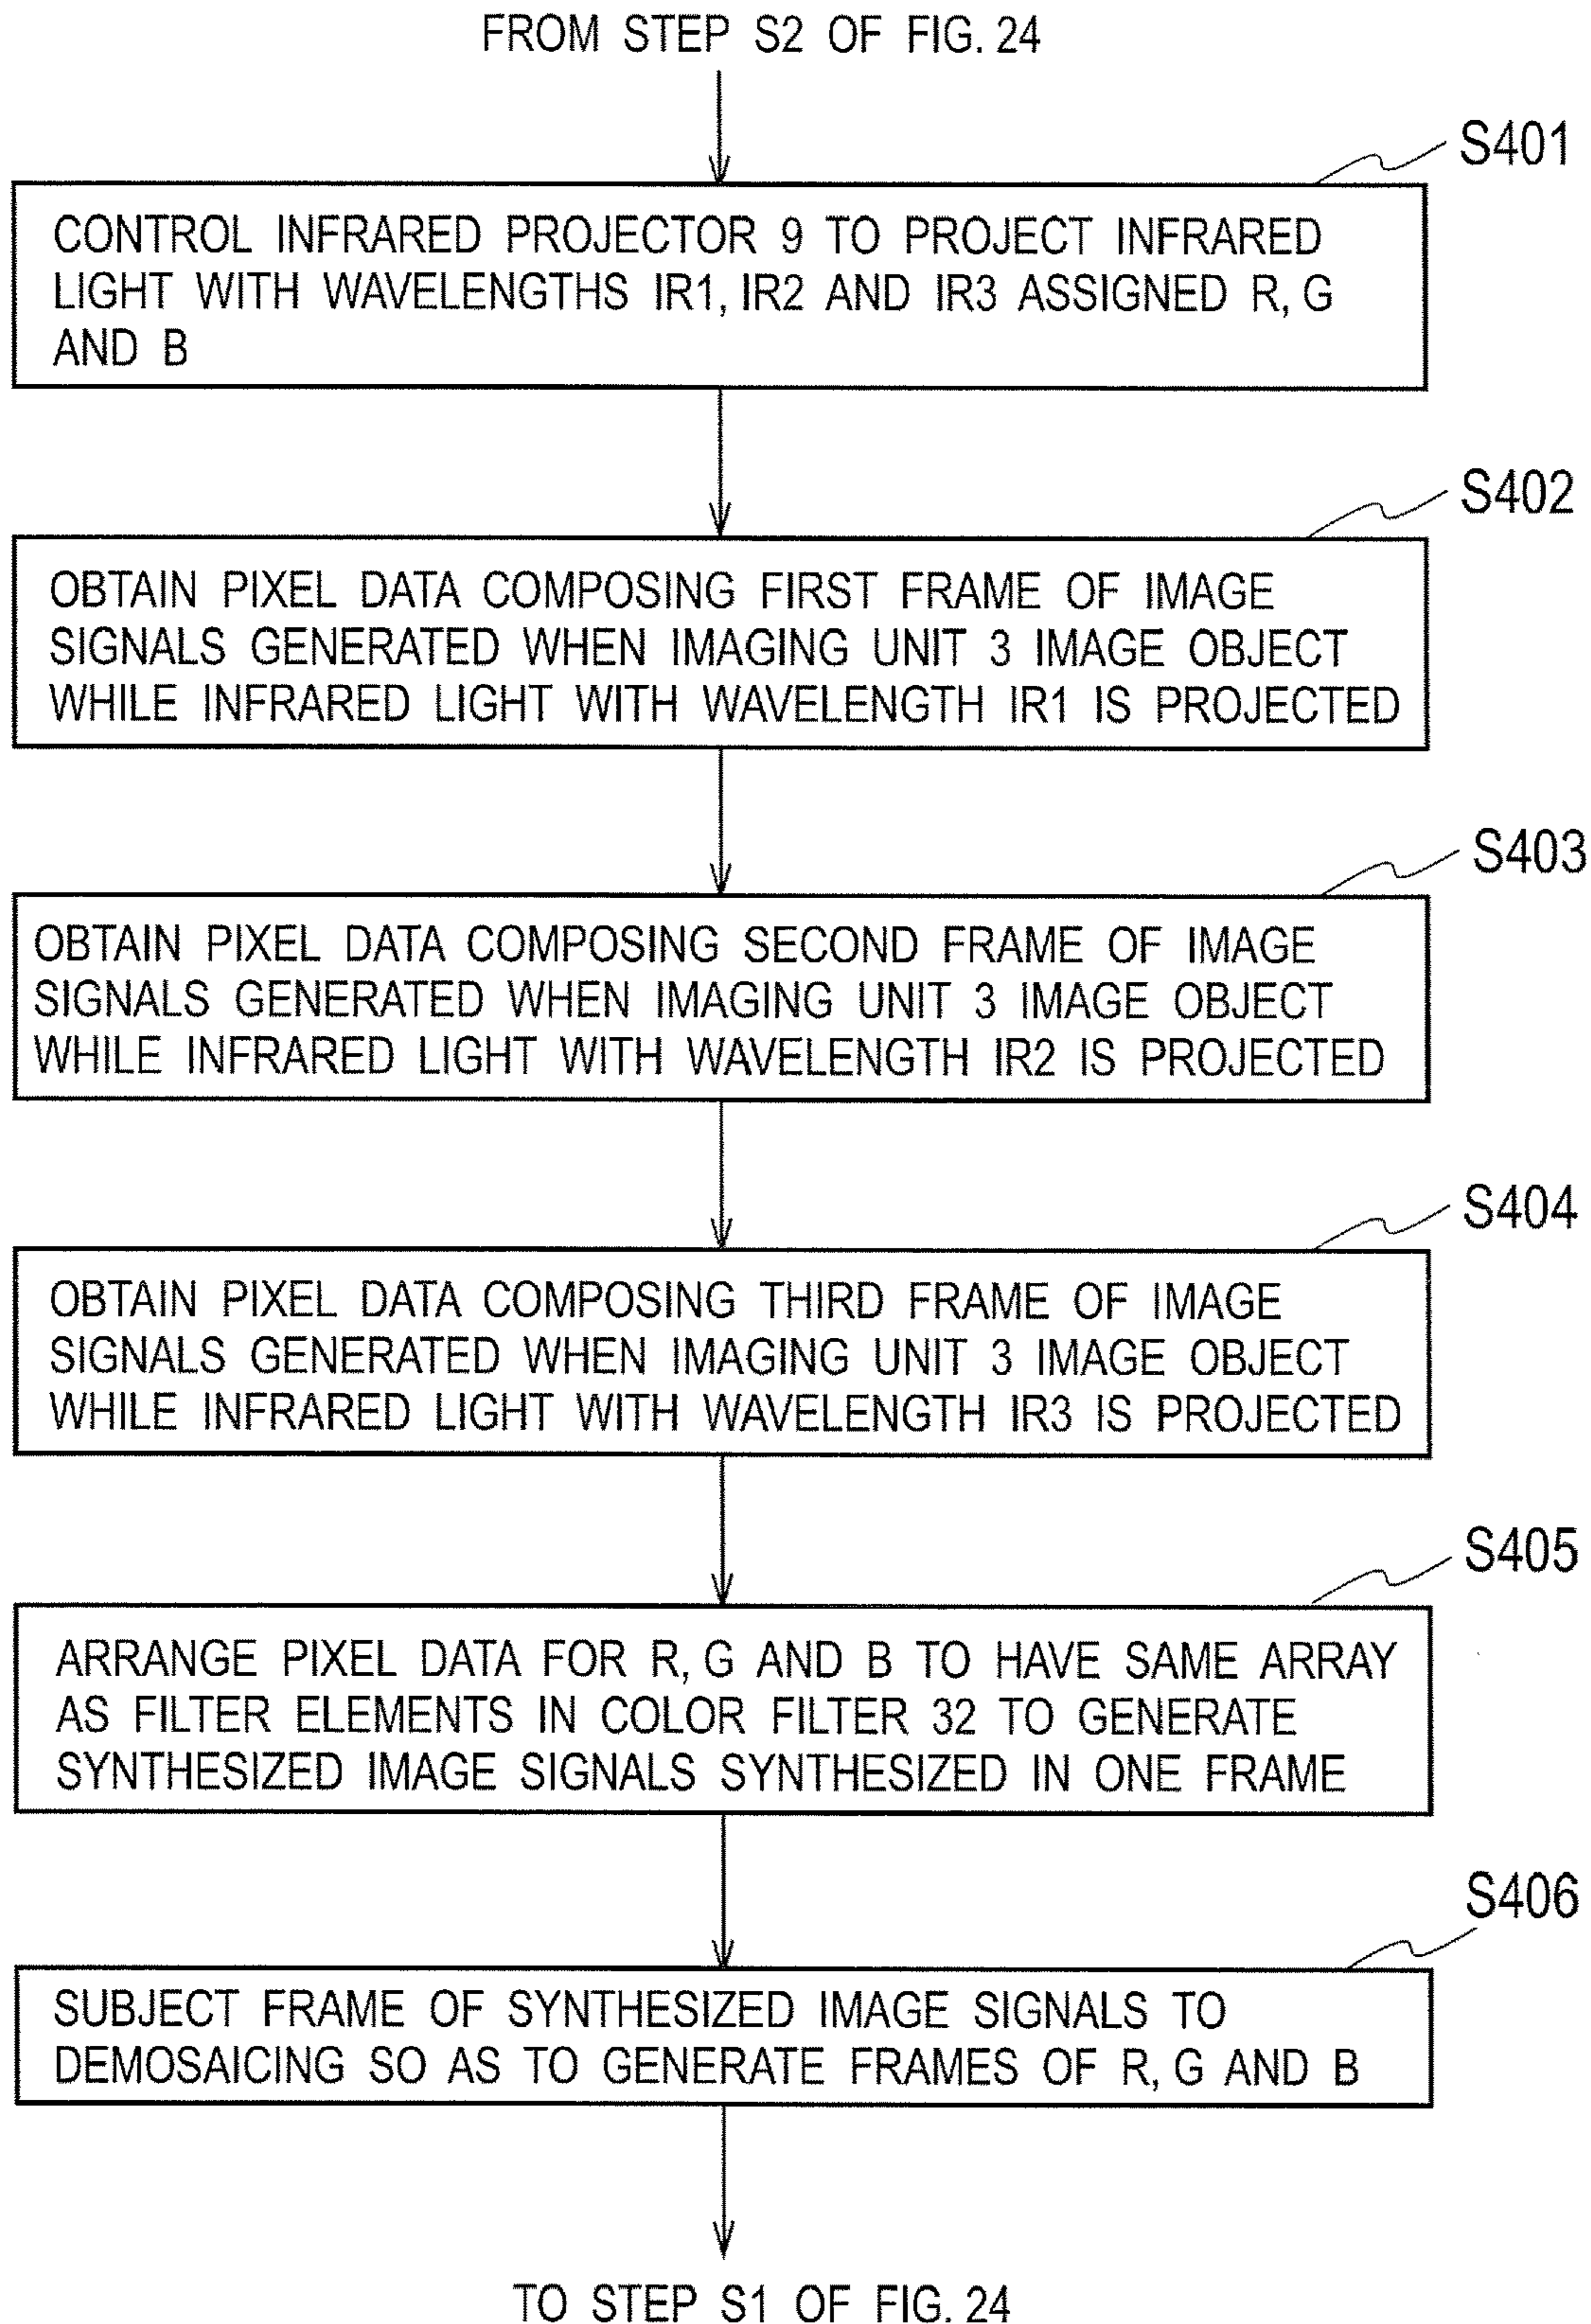 FROM STEP S2 OF FIG. 24
S401
CONTROL INFRARED PROJECTOR 9 TO PROJECT INFRARED
LIGHT WITH WAVELENGTHS IR1, IR2 AND IR3 ASSIGNED R, G
AND B
S402
OBTAIN PIXEL DATA COMPOSING FIRST FRAME OF IMAGE
SIGNALS GENERATED WHEN IMAGING UNIT 3 IMAGE OBJECT
WHILE INFRARED LIGHT WITH WAVELENGTH IR1 IS PROJECTED
S403
OBTAIN PIXEL DATA COMPOSING SECOND FRAME OF IMAGE
SIGNALS GENERATED WHEN IMAGING UNIT 3 IMAGE OBJECT
WHILE INFRARED LIGHT WITH WAVELENGTH IR2 IS PROJECTED
S404
OBTAIN PIXEL DATA COMPOSING THIRD FRAME OF IMAGE
SIGNALS GENERATED WHEN IMAGING UNIT 3 IMAGE OBJECT
WHILE INFRARED LIGHT WITH WAVELENGTH IR3 IS PROJECTED
S405
ARRANGE PIXEL DATA FOR R, G AND B TO HAVE SAME ARRAY
AS FILTER ELEMENTS IN COLOR FILTER 32 TO GENERATE
SYNTHESIZED IMAGE SIGNALS SYNTHESIZED IN ONE FRAME
S406
SUBJECT FRAME OF SYNTHESIZED IMAGE SIGNALS TO
DEMOSAICING SO AS TO GENERATE FRAMES OF R, G AND B
TO STEP S1 OF FIG. 24